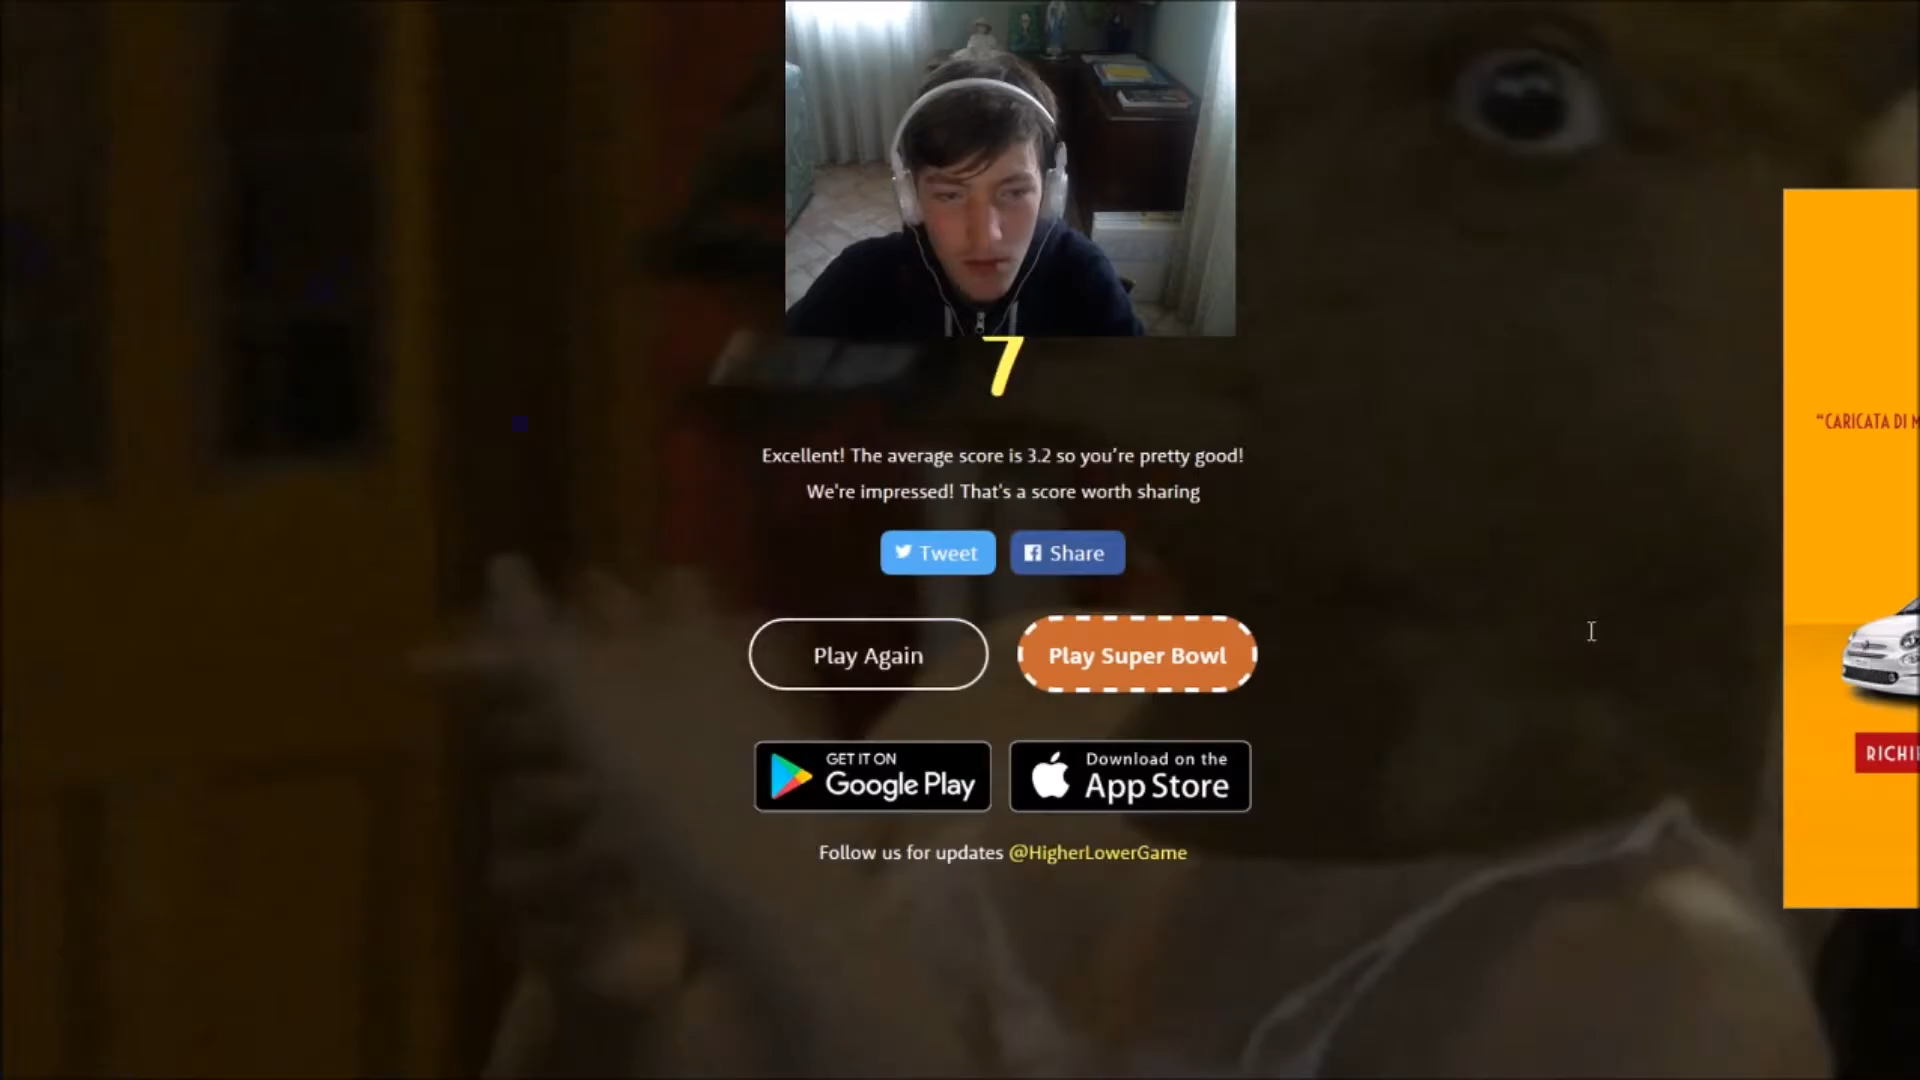 7
Excellent! The average score is 3.2 so you're pretty good!
We're impressed! That's a score worth sharing
Tweet
Share
Play Again
Play Super Bowl
GET IT ON
Google Play
Download on the
App Store
Follow us for updates @HigherLowerGame
"CARICATA DI